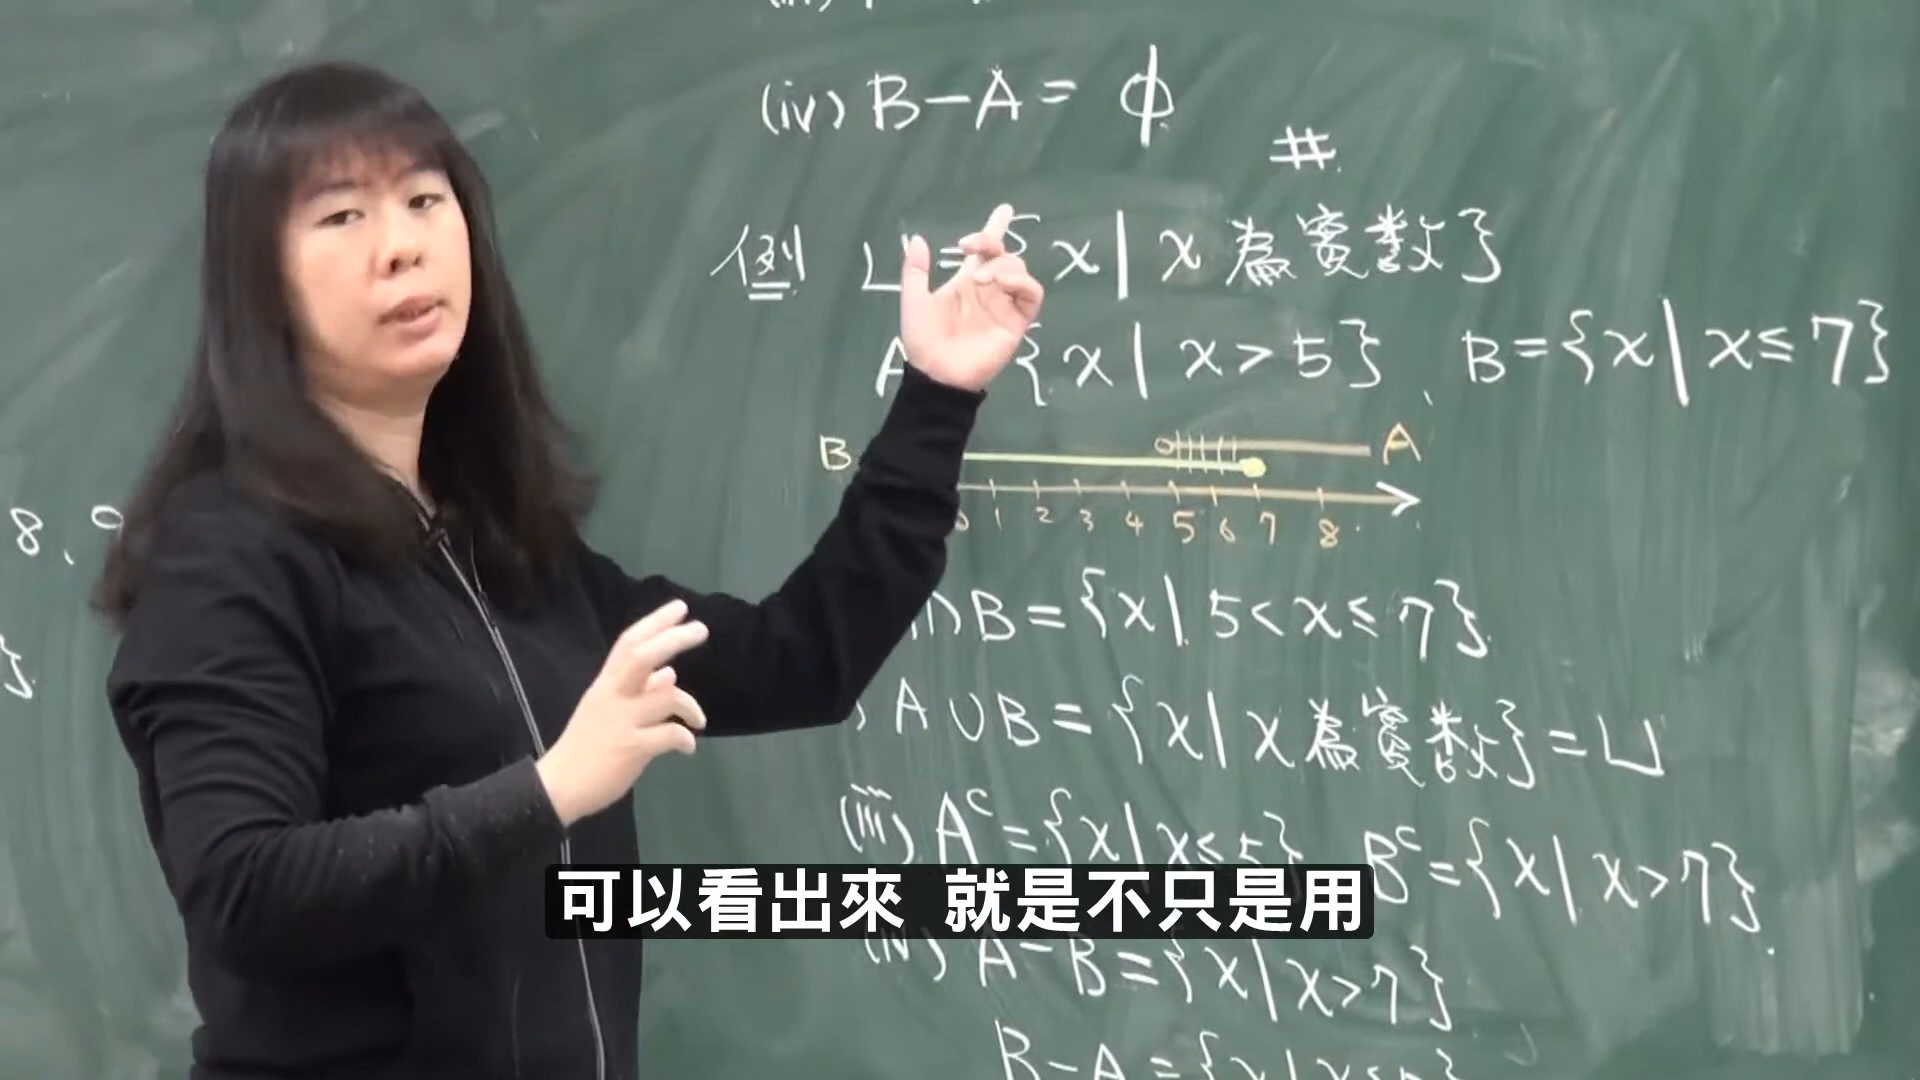 (iv) B－A = ϕ
#
例 U = {x | x 為實數}
A {x | x > 5}、B = {x | x ≤ 7}
B A
0 1 2 3 4 5 6 7 8
8、9
∩B = {x | 5 < x ≤ 7}
}.
) A∪B = {x | x 為實數} = U
(iii) Aᶜ = {x | x ≤ 5} Bᶜ = {x | x > 7}.
可以看出來 就是不只是用
(iv) A－B = {x | x > 7}
B－A = {x | x ≤ 5}